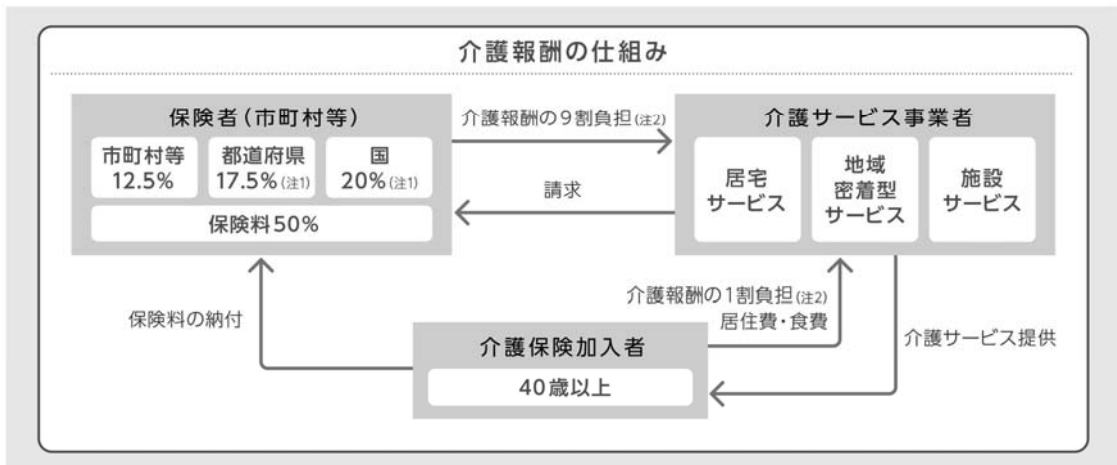 介護報酬の仕組み
保険者(市町村等)
市町村等
12.5%
都道府県
17.5%(注1)
国
20%(注1)
保険料50%
介護報酬の9割負担(注2)
請求
介護サービス事業者
居宅
サービス
地域
密着型
サービス
施設
サービス
保険料の納付
介護報酬の1割負担(注2)
居住費・食費
介護サービス提供
介護保険加入者
40歳以上